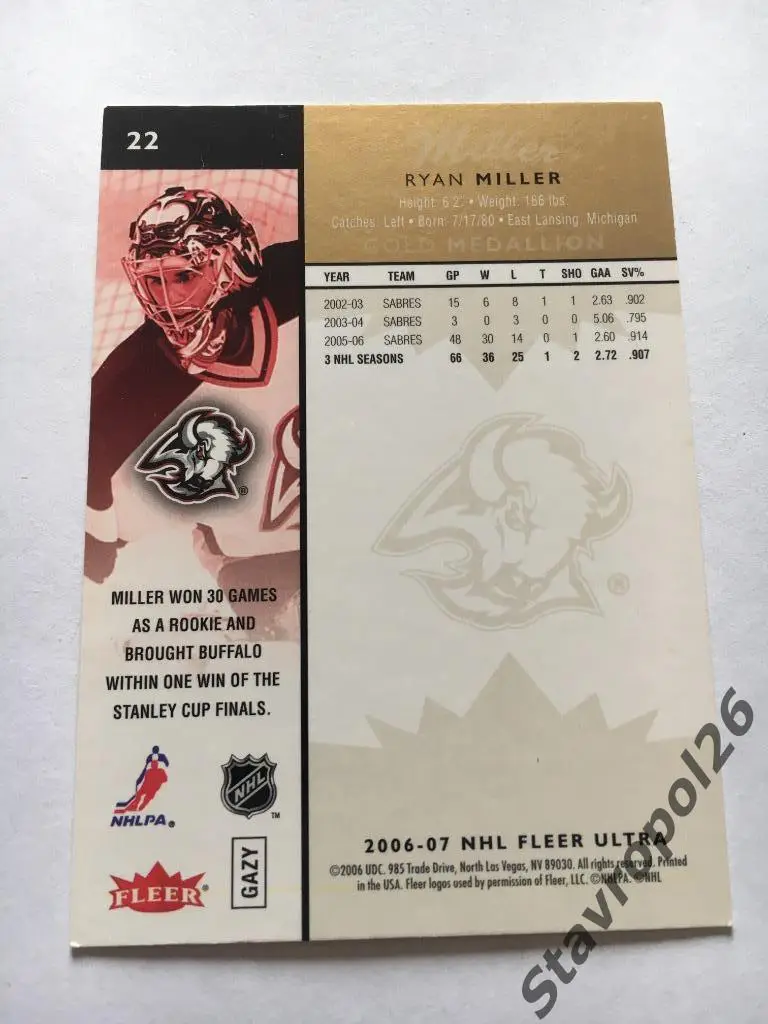 22
Miller
RYAN MILLER
Height: 6 2" • Weight: 166 lbs.
Catches: Left • Born: 7/17/80 • East Lansing, Michigan
GOLD MEDALLION
YEAR TEAM GP W L T SHO GAA SV%
2002-03 SABRES 15 6 8 1 1 2.63 .902
2003-04 SABRES 3 0 3 0 0 5.06 .795
2005-06 SABRES 48 30 14 0 1 2.60 .914
3 NHL SEASONS 66 36 25 1 2 2.72 .907
®
®
MILLER WON 30 GAMES
AS A ROOKIE AND
BROUGHT BUFFALO
WITHIN ONE WIN OF THE
STANLEY CUP FINALS.
NHLPA.®
NHL
TM
FLEER®
GAZY
2006-07 NHL FLEER ULTRA
©2006 UDC. 985 Trade Drive, North Las Vegas, NV 89030. All rights reserved. Printed
in the USA. Fleer logos used by permission of Fleer, LLC. ©NHLPA. ©NHL
Stavropol26